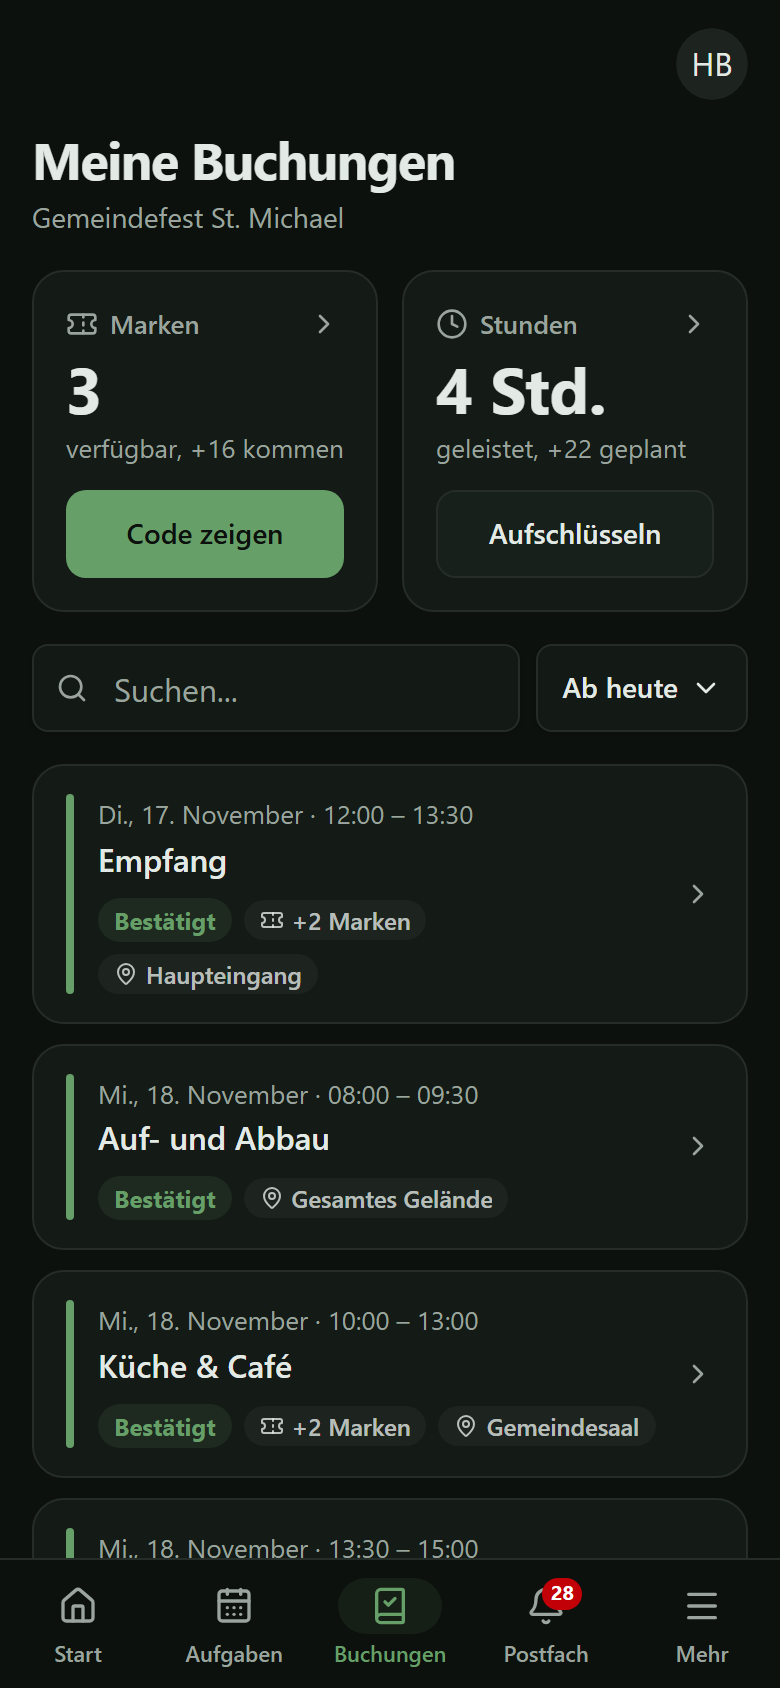 HB
Meine Buchungen
Gemeindefest St. Michael
Marken
3
verfügbar, +16 kommen
Code zeigen
Stunden
4 Std.
geleistet, +22 geplant
Aufschlüsseln
Suchen...
Ab heute
Di., 17. November · 12:00 – 13:30
Empfang
Bestätigt +2 Marken
Haupteingang
Mi., 18. November · 08:00 – 09:30
Auf- und Abbau
Bestätigt Gesamtes Gelände
Mi., 18. November · 10:00 – 13:00
Küche & Café
Bestätigt +2 Marken Gemeindesaal
Mi., 18. November · 13:30 – 15:00
28
Start Aufgaben Buchungen Postfach Mehr